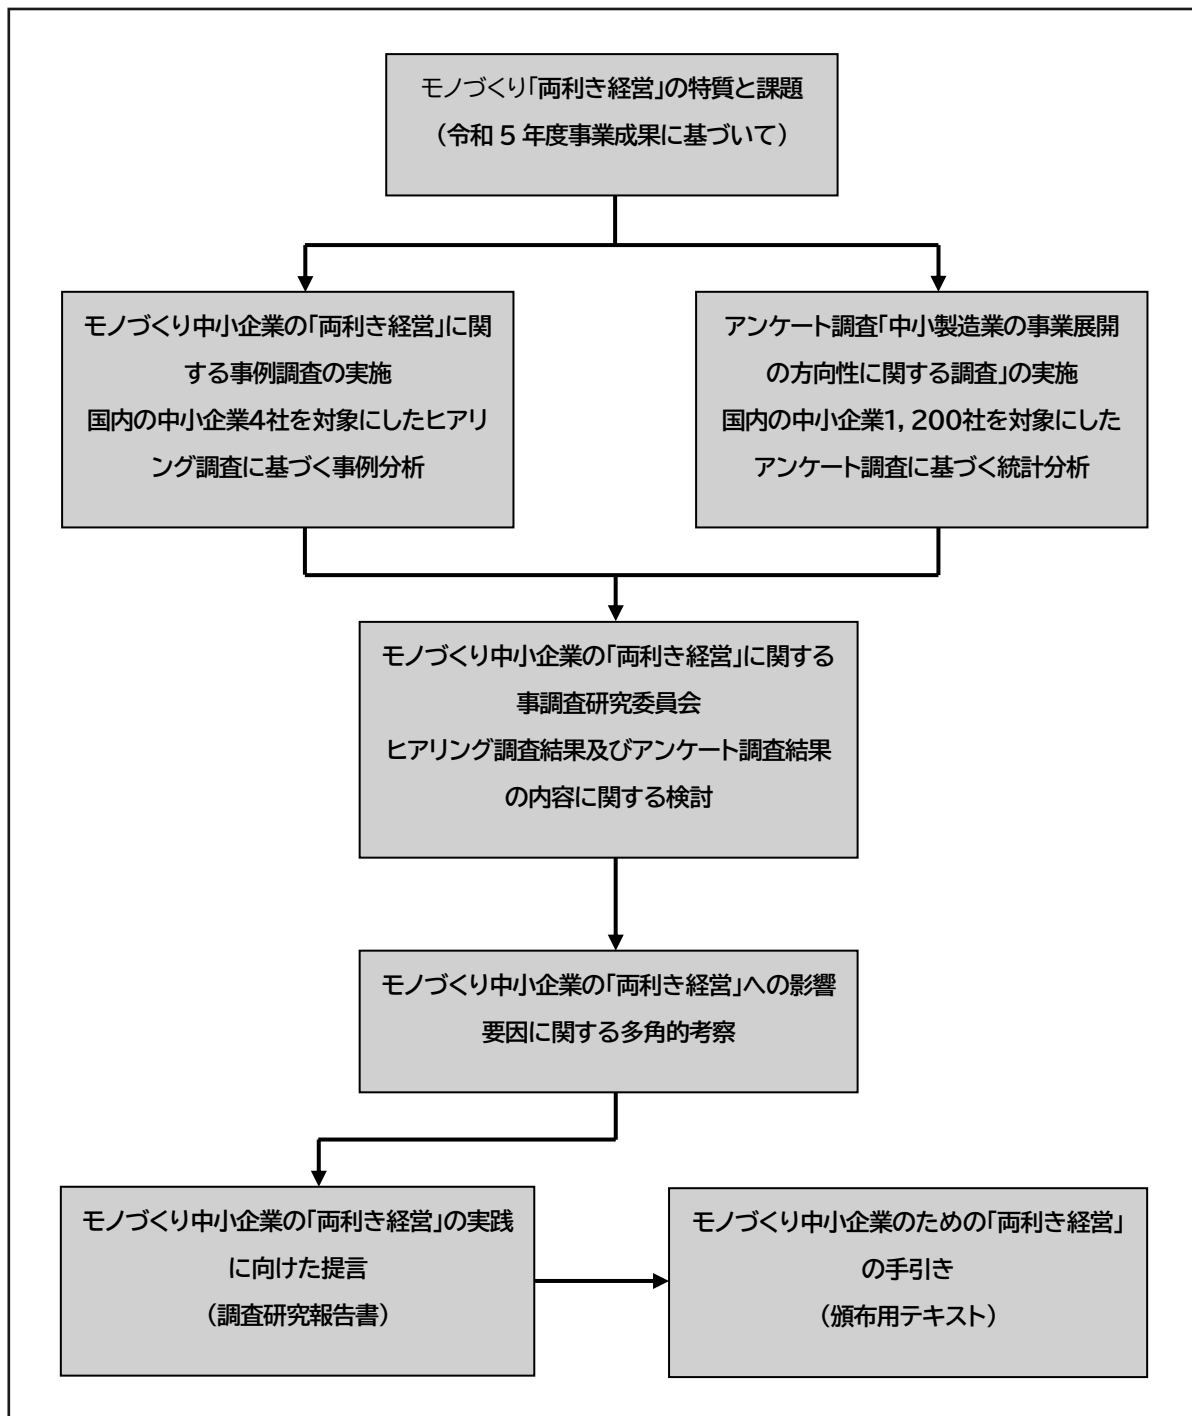 モノづくり「両利き経営」の特質と課題
（令和 5 年度事業成果に基づいて）
モノづくり中小企業の「両利き経営」に関
する事例調査の実施
国内の中小企業4社を対象にしたヒアリ
ング調査に基づく事例分析
アンケート調査「中小製造業の事業展開
の方向性に関する調査」の実施
国内の中小企業1，200社を対象にした
アンケート調査に基づく統計分析
モノづくり中小企業の「両利き経営」に関する
事調査研究委員会
ヒアリング調査結果及びアンケート調査結果
の内容に関する検討
モノづくり中小企業の「両利き経営」への影響
要因に関する多角的考察
モノづくり中小企業の「両利き経営」の実践
に向けた提言
（調査研究報告書）
モノづくり中小企業のための「両利き経営」
の手引き
（頒布用テキスト）